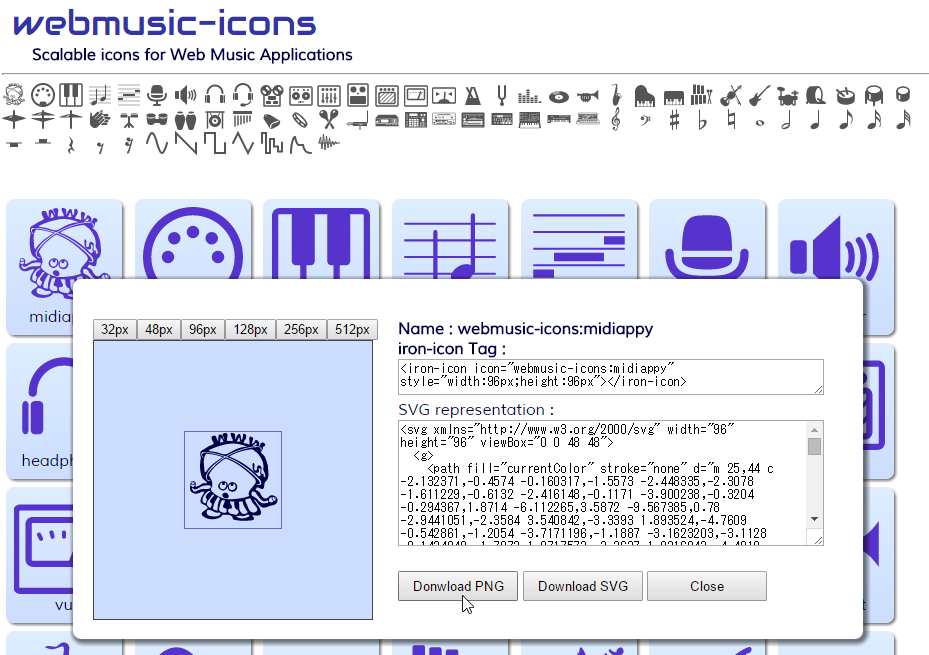 webmusic-icons
Scalable icons for Web Music Applications
midiap
headph
vu
t
32px 48px 96px 128px 256px 512px
Name : webmusic-icons:midiappy
iron-icon Tag :
<iron-icon icon="webmusic-icons:midiappy"
style="width:96px;height:96px"></iron-icon>
SVG representation :
<svg xmlns="http://www.w3.org/2000/svg" width="96"
height="96" viewBox="0 0 48 48">
<g>
<path fill="currentColor" stroke="none" d="m 25,44 c
-2.132371,-0.4574 -0.160317,-1.5573 -2.448335,-2.3078
-1.611229,-0.6132 -2.416148,-0.1171 -3.900238,-0.3204
-0.294367,1.8714 -6.112265,3.5872 -9.567385,0.78
-2.9441051,-2.3584 3.540842,-3.3393 1.893524,-4.7609
-0.542861,-1.2054 -3.7171196,-1.1887 -3.1623203,-3.1128
Donwload PNG Download SVG Close